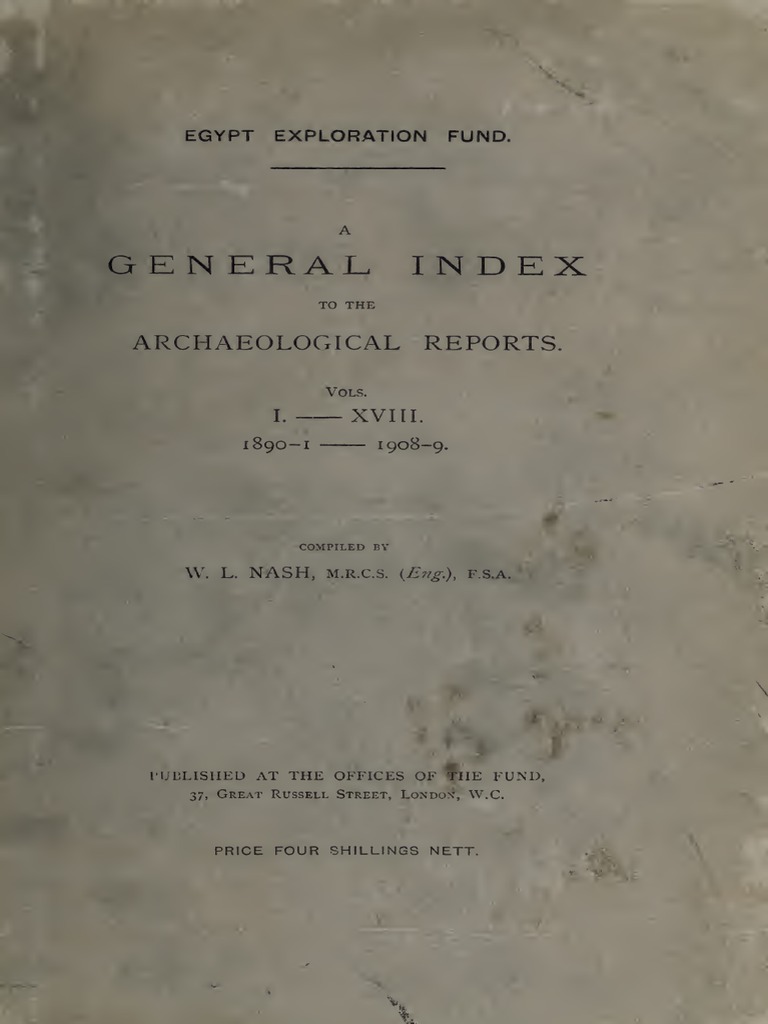 EGYPT EXPLORATION FUND.
A
GENERAL INDEX
TO THE
ARCHAEOLOGICAL REPORTS.
VOLS.
I. —— XVIII.
1890–1 —— 1908–9.
COMPILED BY
W. L. NASH, M.R.C.S. (Eng.), F.S.A.
PUBLISHED AT THE OFFICES OF THE FUND,
37, GREAT RUSSELL STREET, LONDON, W.C.
PRICE FOUR SHILLINGS NETT.